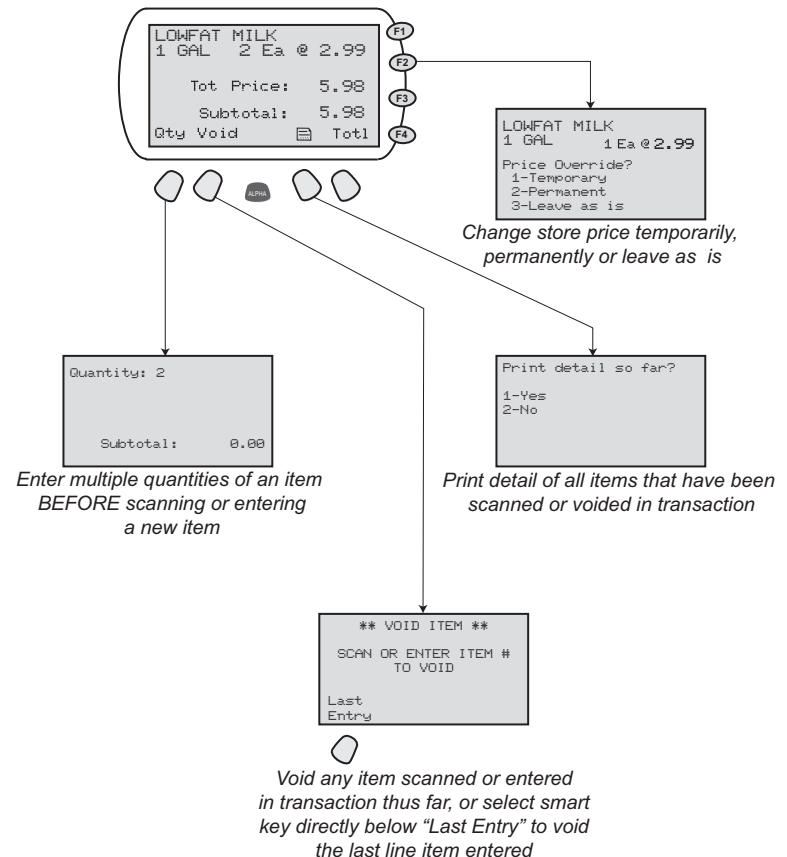 LOWFAT MILK
1 GAL 2 Ea @ 2.99
Tot Price: 5.98
Subtotal: 5.98
Qty Void Totl
F1
F2
F3
F4
ALPHA
LOWFAT MILK
1 GAL 1 Ea @ 2.99
Price Override?
1-Temporary
2-Permanent
3-Leave as is
Change store price temporarily,
permanently or leave as is
Quantity: 2
Subtotal: 0.00
Enter multiple quantities of an item
BEFORE scanning or entering
a new item
Print detail so far?
1-Yes
2-No
Print detail of all items that have been
scanned or voided in transaction
** VOID ITEM **
SCAN OR ENTER ITEM #
TO VOID
Last
Entry
Void any item scanned or entered
in transaction thus far, or select smart
key directly below “Last Entry” to void
the last line item entered